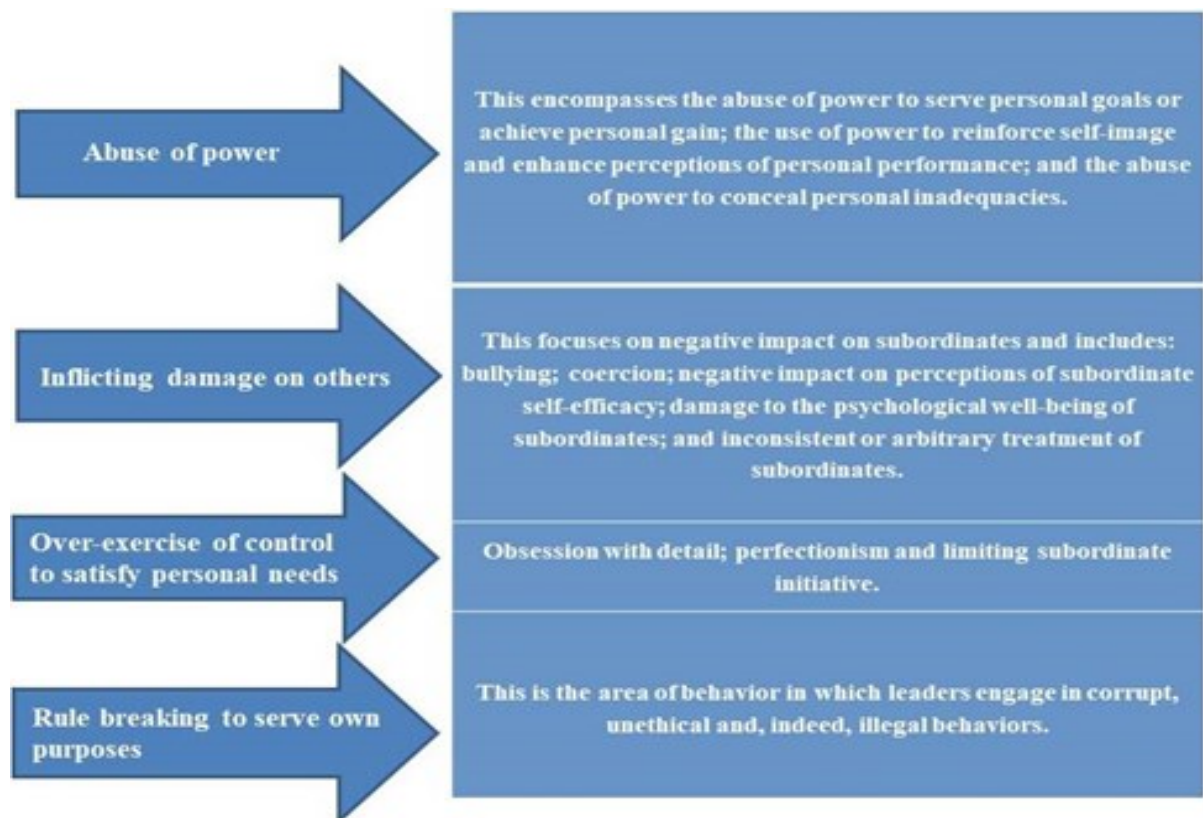 Abuse of power
This encompasses the abuse of power to serve personal goals or
achieve personal gain; the use of power to reinforce self-image
and enhance perceptions of personal performance; and the abuse
of power to conceal personal inadequacies.
Inflicting damage on others
This focuses on negative impact on subordinates and includes:
bullying; coercion; negative impact on perceptions of subordinate
self-efficacy; damage to the psychological well-being of
subordinates; and inconsistent or arbitrary treatment of
subordinates.
Over-exercise of control
to satisfy personal needs
Obsession with detail; perfectionism and limiting subordinate
initiative.
Rule breaking to serve own
purposes
This is the area of behavior in which leaders engage in corrupt,
unethical and, indeed, illegal behaviors.